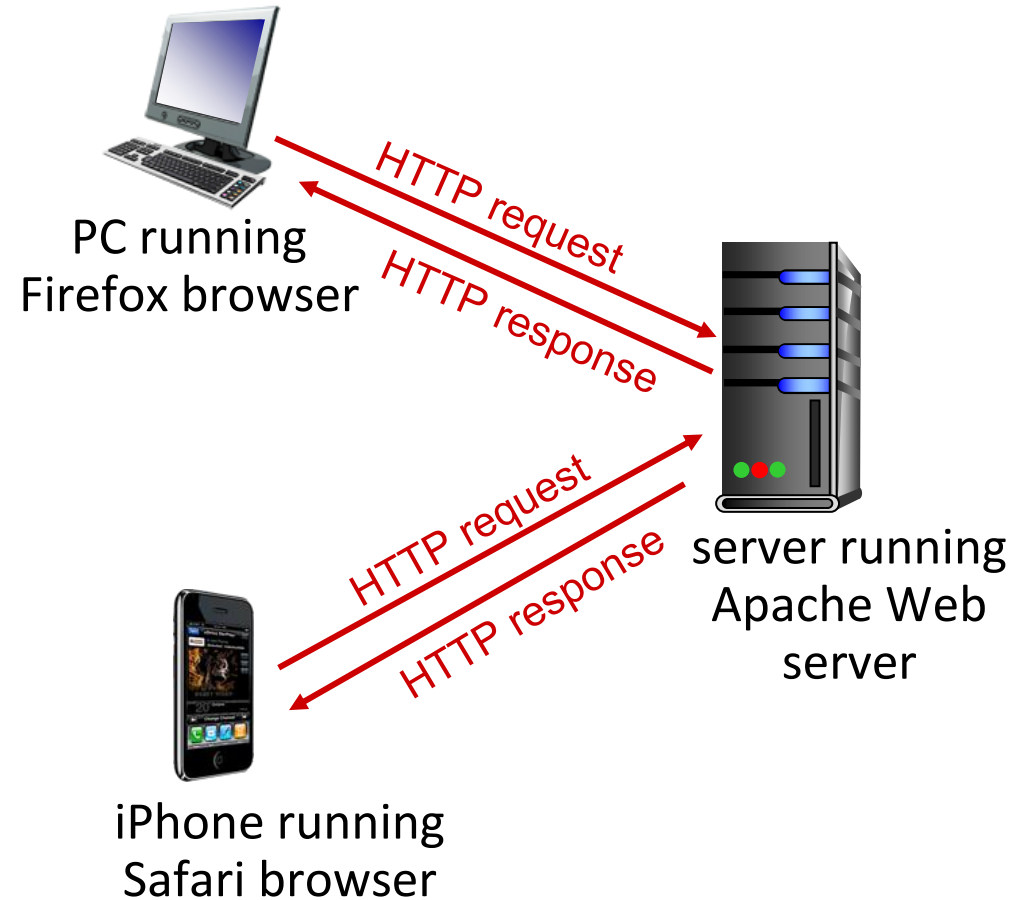 HTTP request
HTTP response
PC running
Firefox browser
HTTP request
HTTP response
server running
Apache Web
server
iPhone running
Safari browser